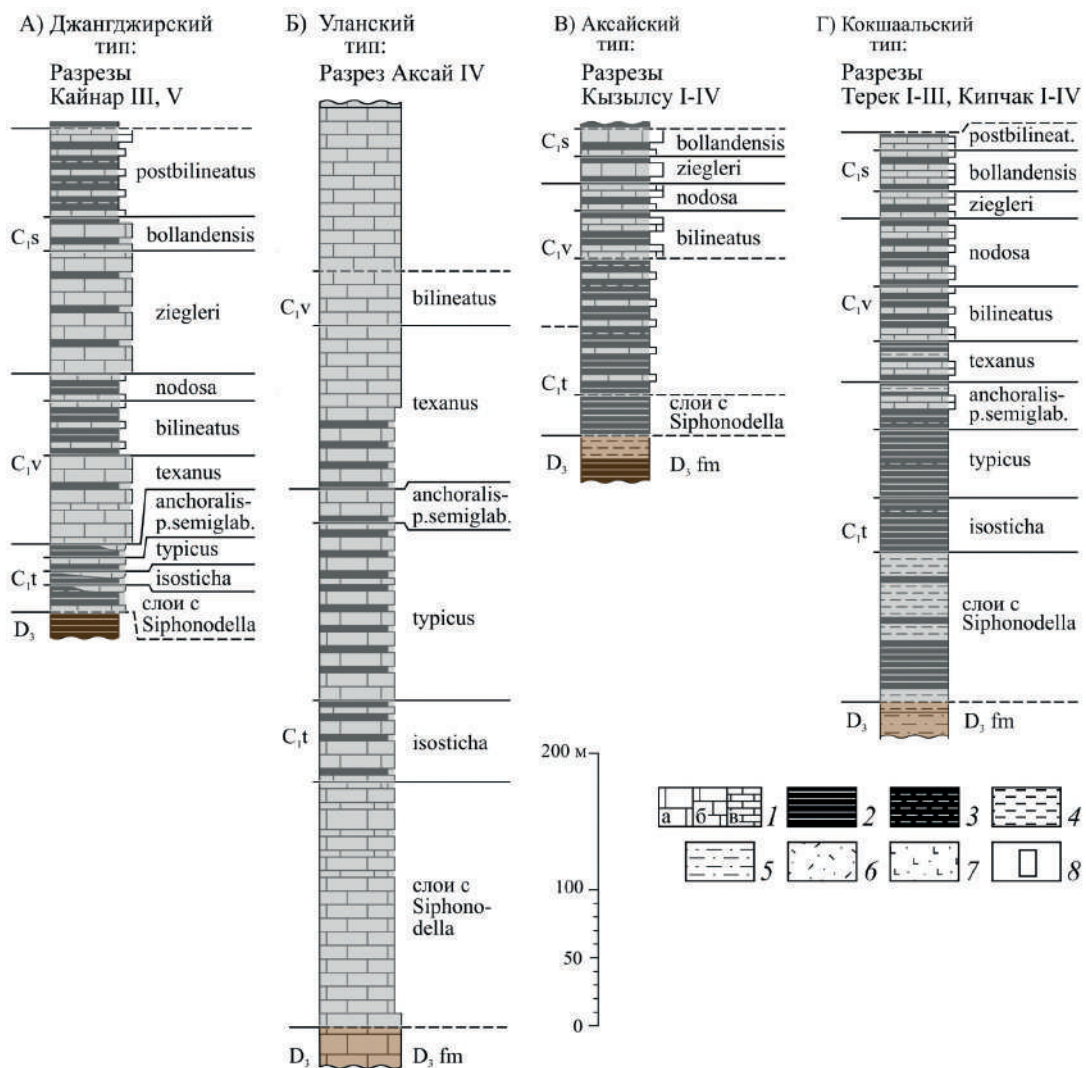 А) Джангджирский
тип:
Разрезы
Кайнар III, V
postbilineatus
C₁s
bollandensis
ziegleri
nodosa
bilineatus
C₁v
texanus
anchoralis-
p.semiglab.
typicus
C₁t
isosticha
слои с
Siphonodella
D₃
Б) Уланский
тип:
Разрез Аксай IV
C₁v
bilineatus
texanus
anchoralis-
p.semiglab.
typicus
C₁t
isosticha
слои с
Siphono-
della
D₃
D₃ fm
В) Аксайский
тип:
Разрезы
Кызылсу I-IV
C₁s
bollandensis
ziegleri
nodosa
C₁v
bilineatus
C₁t
слои с
Siphonodella
D₃
D₃ fm
Г) Кокшаальский
тип:
Разрезы
Терек I-III, Кипчак I-IV
postbilineat.
C₁s
bollandensis
ziegleri
nodosa
C₁v
bilineatus
texanus
anchoralis-
p.semiglab.
typicus
C₁t
isosticha
слои с
Siphonodella
D₃
D₃ fm
200 м
100
50
0
а б в 1
2
3
4
5
6
7
8